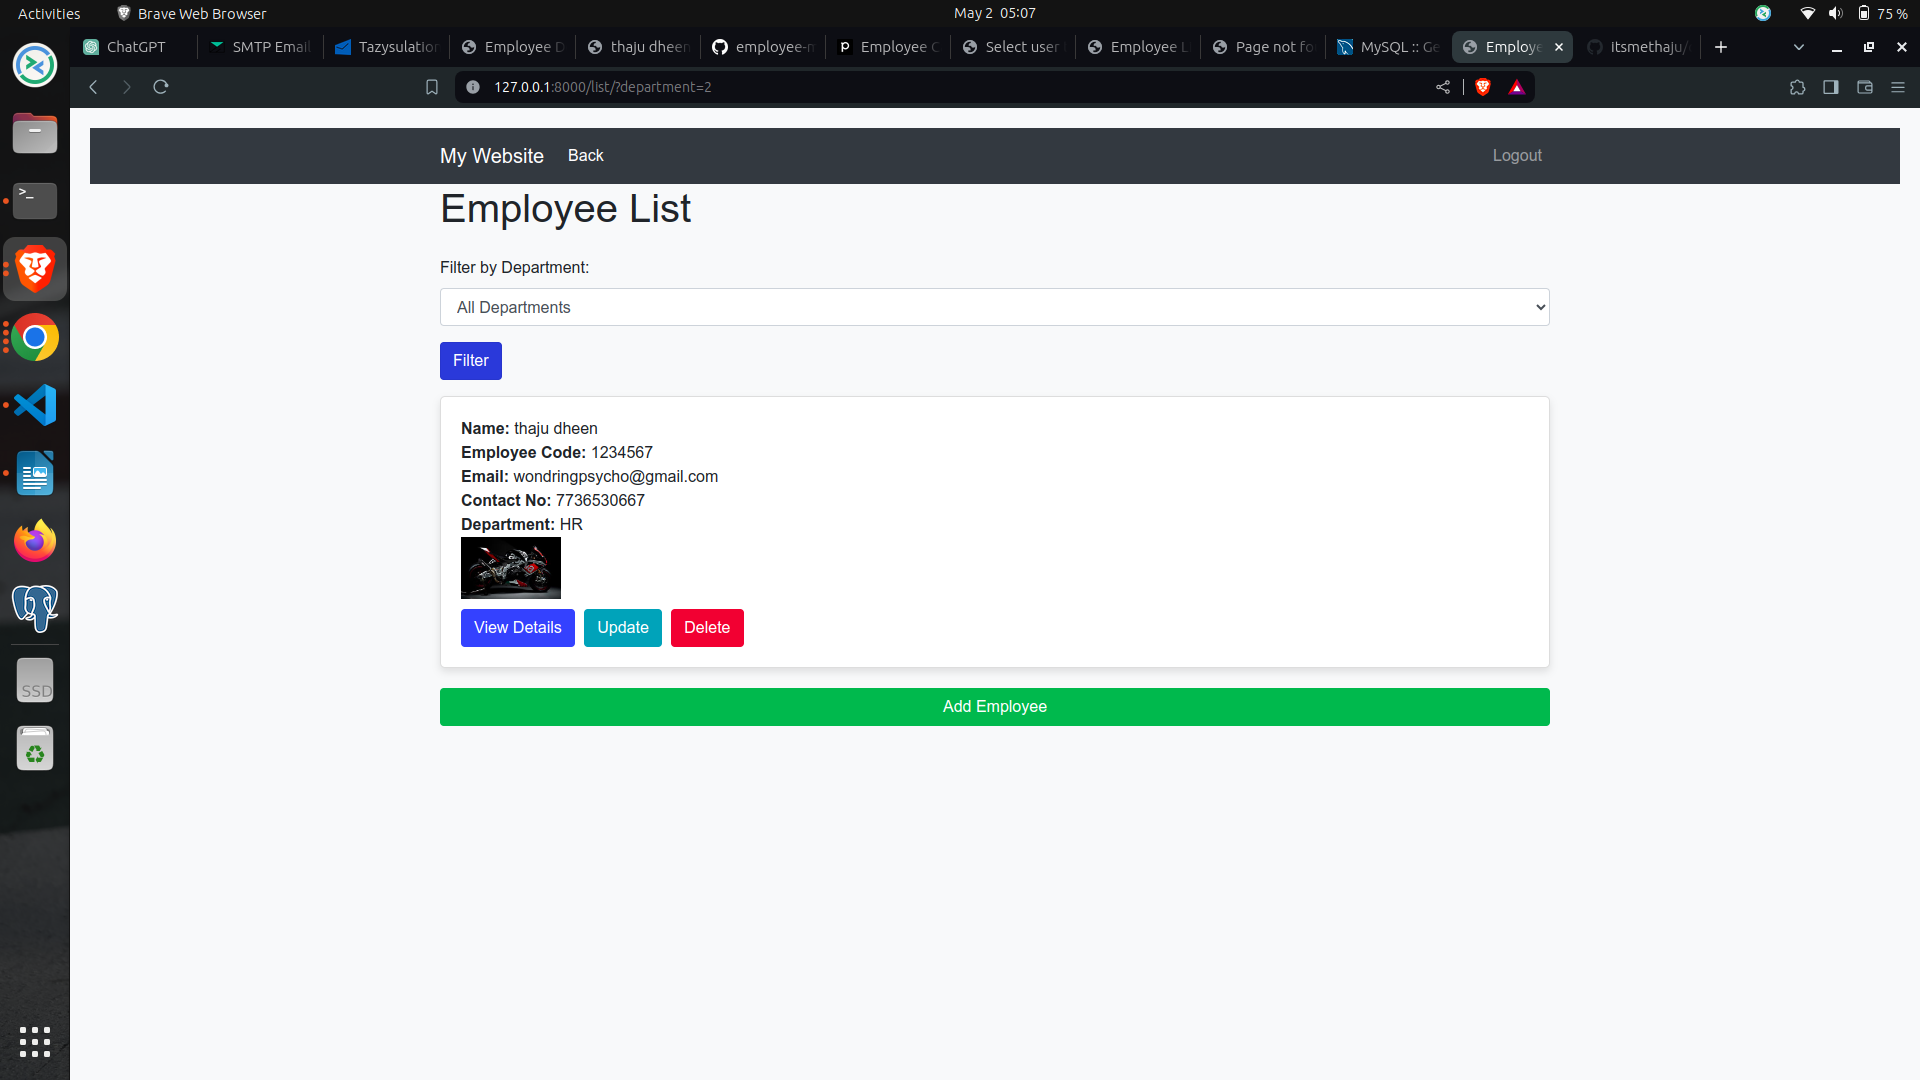 Activities
Brave Web Browser
May 2 05:07
75 %
ChatGPT
SMTP Email
Tazysulation
Employee D
thaju dheen
employee-m
Employee C
Select user
Employee L
Page not fo
MySQL :: Ge
Employe
itsmethaju/
127.0.0.1:8000/list/?department=2
My Website
Back
Logout
Employee List
Filter by Department:
All Departments
Filter
Name: thaju dheen
Employee Code: 1234567
Email: wondringpsycho@gmail.com
Contact No: 7736530667
Department: HR
View Details
Update
Delete
Add Employee
SSD